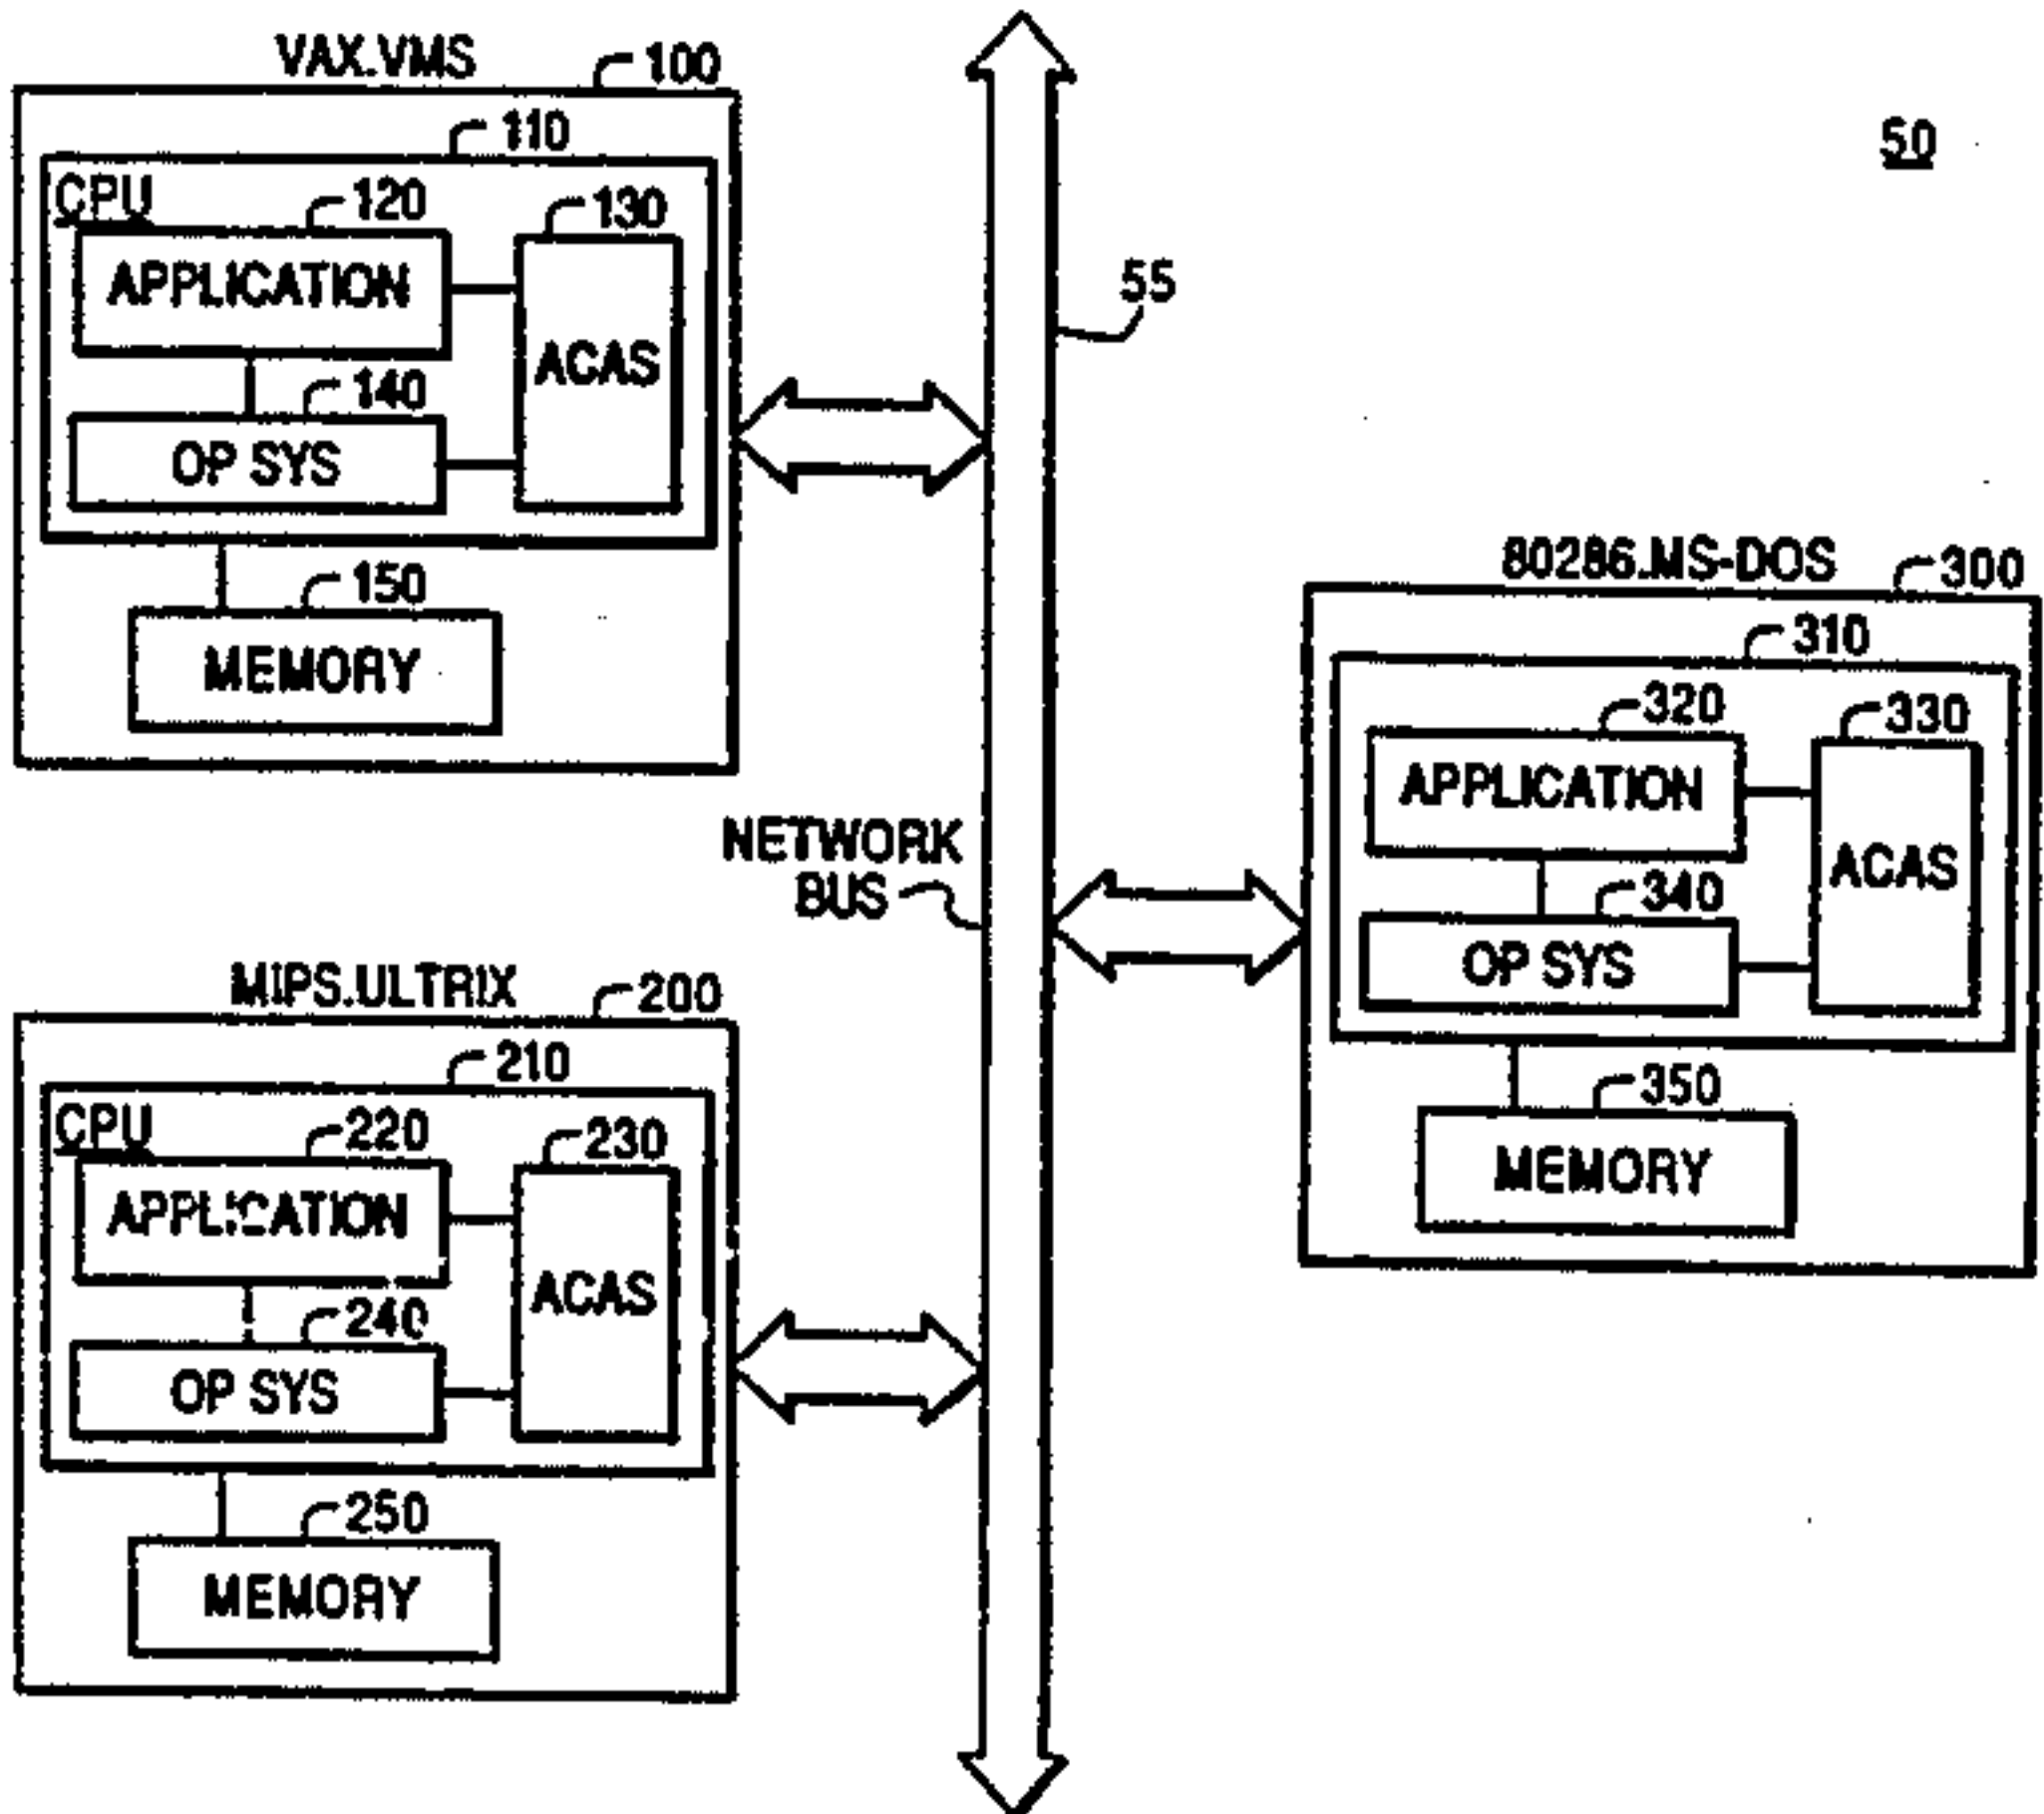 VAX.VMS 100
110
CPU
120
130
APPLICATION
ACAS
140
OP SYS
150
MEMORY
50
55
NETWORK
BUS
80286.MS-DOS 300
310
320
330
APPLICATION
ACAS
340
OP SYS
350
MEMORY
MIPS.ULTRIX 200
210
CPU
220
230
APPLICATION
ACAS
240
OP SYS
250
MEMORY